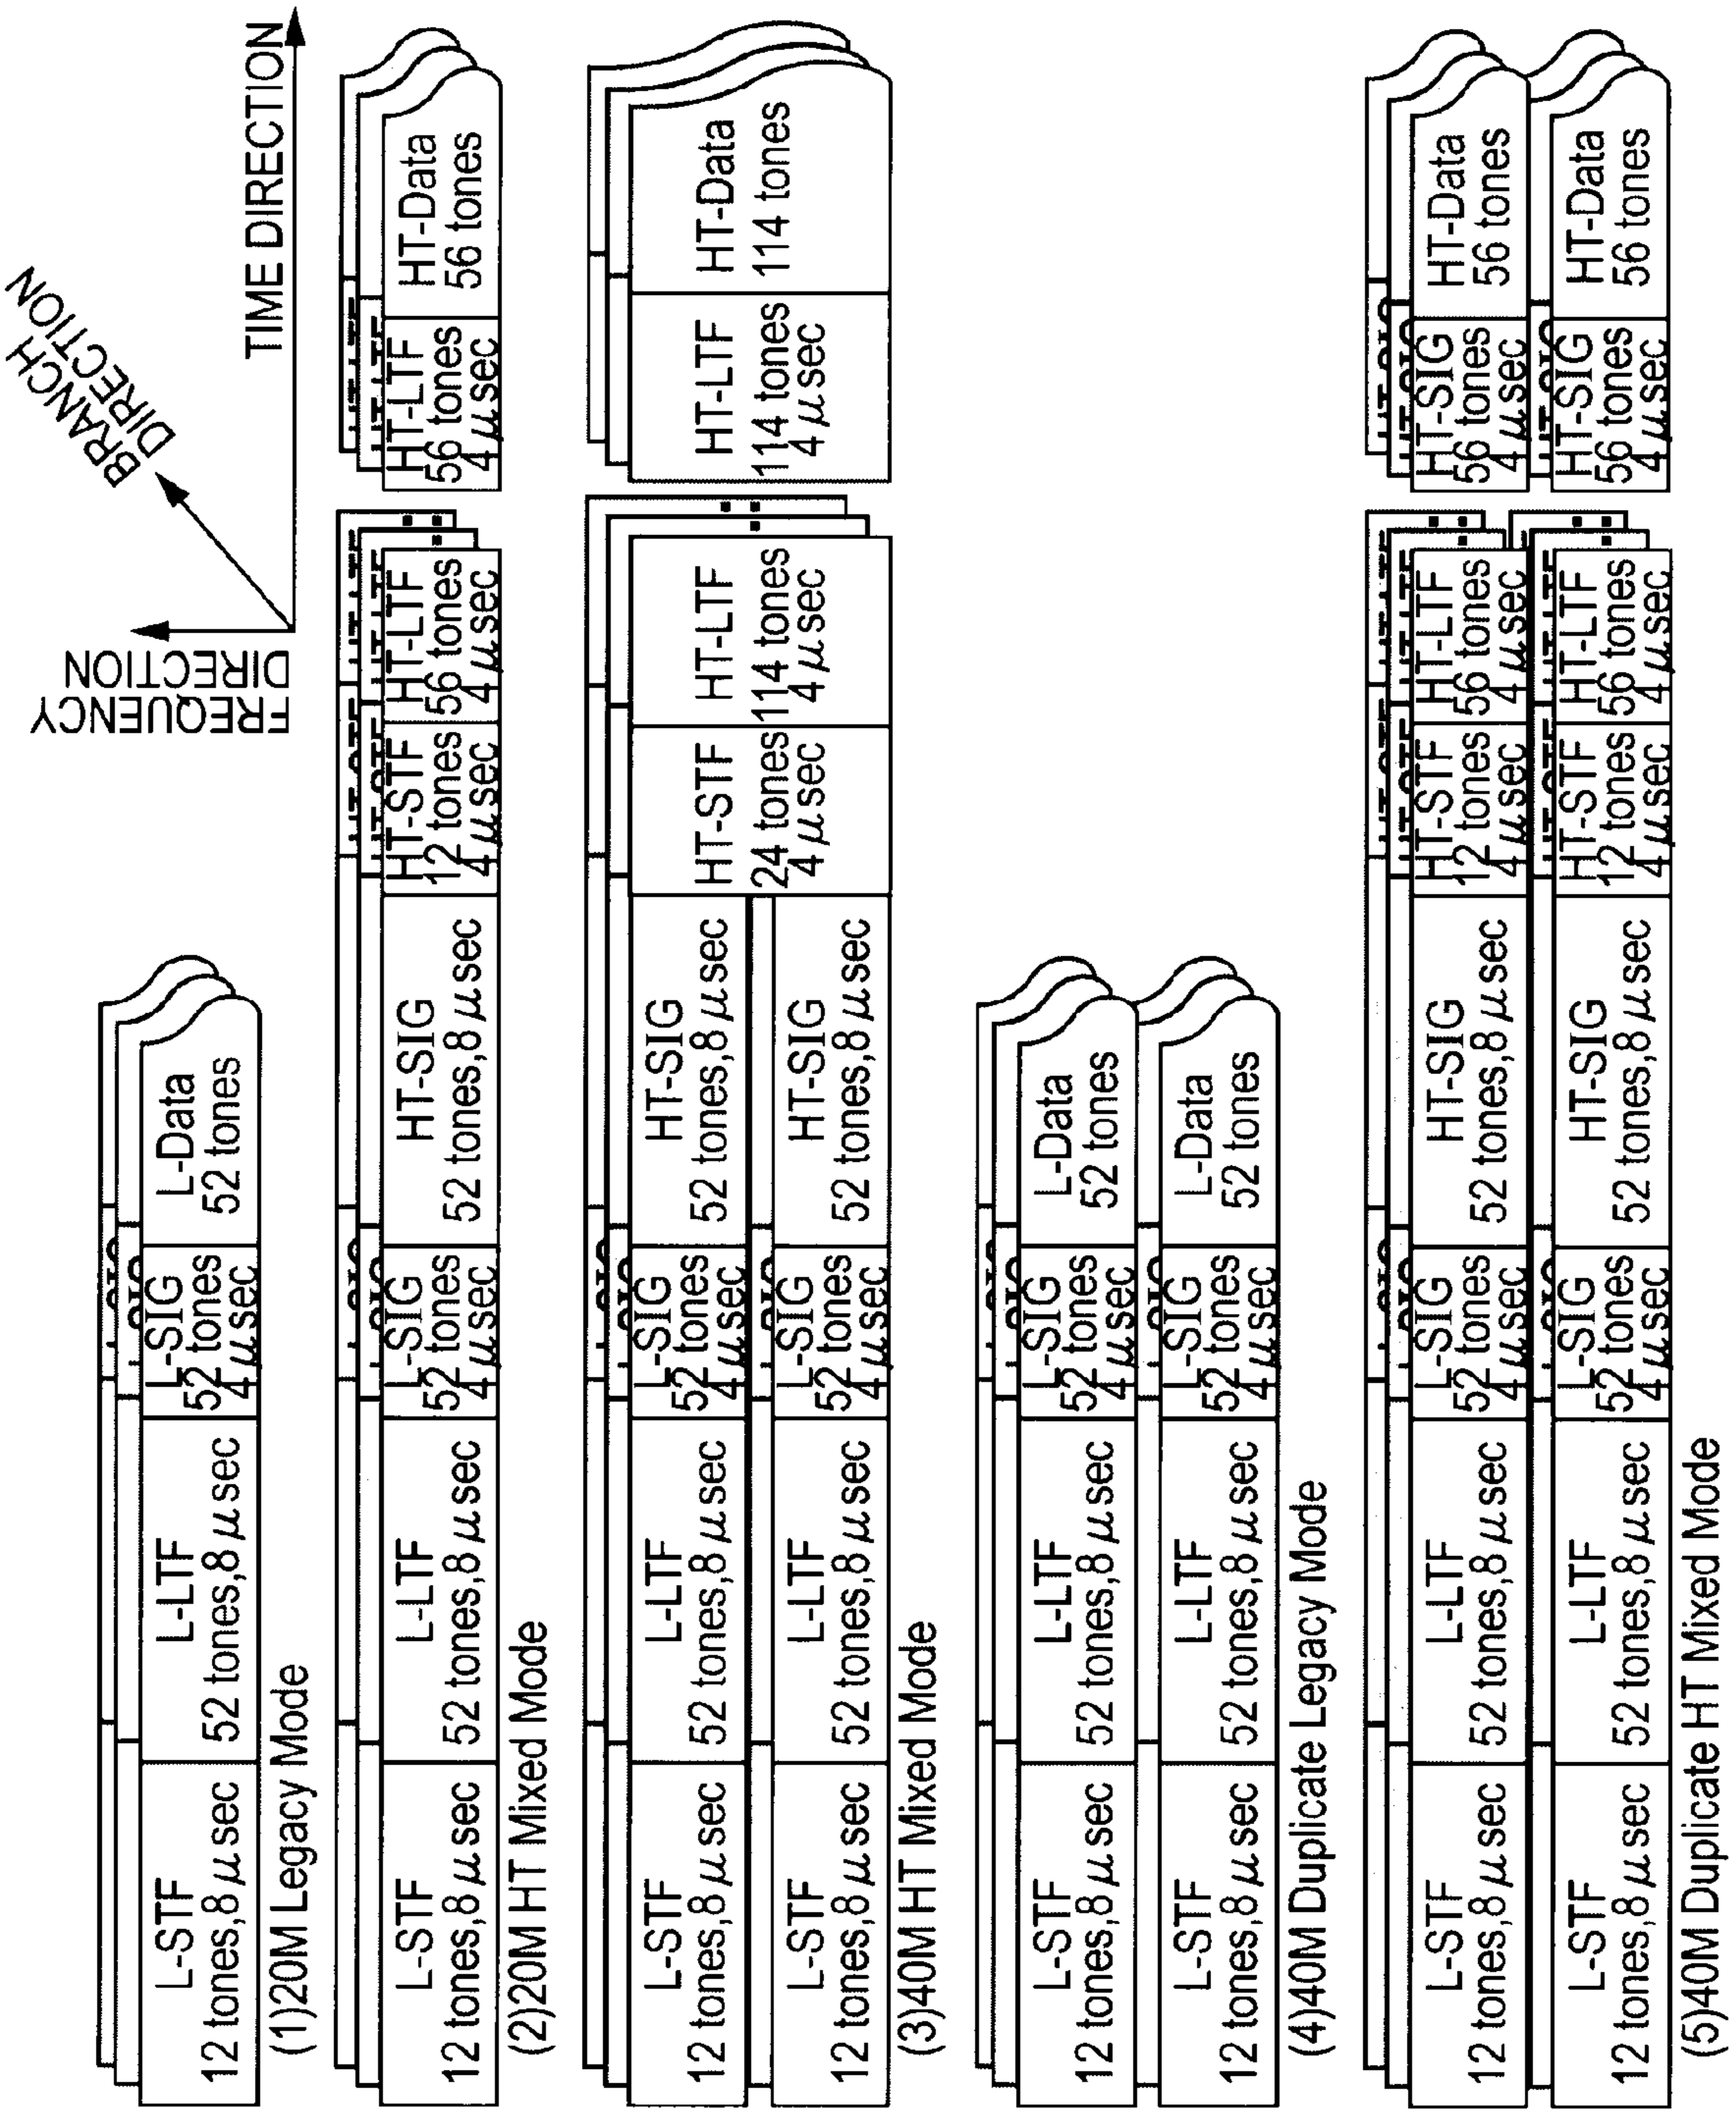 BRANCH
DIRECTION
FREQUENCY
DIRECTION
TIME DIRECTION
L-STF
12 tones,8 μsec
L-LTF
52 tones,8 μsec
L-SIG
52 tones
4 μsec
L-Data
52 tones
(1)20M Legacy Mode
L-STF
12 tones,8 μsec
L-LTF
52 tones,8 μsec
L-SIG
52 tones
4 μsec
HT-SIG
52 tones,8 μsec
HT-STF
12 tones
4 μsec
HT-LTF
56 tones
4 μsec
HT-LTF
56 tones
4 μsec
HT-Data
56 tones
(2)20M HT Mixed Mode
L-STF
12 tones,8 μsec
L-LTF
52 tones,8 μsec
L-SIG
52 tones
4 μsec
HT-SIG
52 tones,8 μsec
L-STF
12 tones,8 μsec
L-LTF
52 tones,8 μsec
L-SIG
52 tones
4 μsec
HT-SIG
52 tones,8 μsec
HT-STF
24 tones
4 μsec
HT-LTF
114 tones
4 μsec
HT-LTF
114 tones
4 μsec
HT-Data
114 tones
(3)40M HT Mixed Mode
L-STF
12 tones,8 μsec
L-LTF
52 tones,8 μsec
L-SIG
52 tones
4 μsec
L-Data
52 tones
L-STF
12 tones,8 μsec
L-LTF
52 tones,8 μsec
L-SIG
52 tones
4 μsec
L-Data
52 tones
(4)40M Duplicate Legacy Mode
L-STF
12 tones,8 μsec
L-LTF
52 tones,8 μsec
L-SIG
52 tones
4 μsec
HT-SIG
52 tones,8 μsec
HT-STF
12 tones
4 μsec
HT-LTF
56 tones
4 μsec
HT-SIG
56 tones
4 μsec
HT-Data
56 tones
L-STF
12 tones,8 μsec
L-LTF
52 tones,8 μsec
L-SIG
52 tones
4 μsec
HT-SIG
52 tones,8 μsec
HT-STF
12 tones
4 μsec
HT-LTF
56 tones
4 μsec
HT-SIG
56 tones
4 μsec
HT-Data
56 tones
(5)40M Duplicate HT Mixed Mode